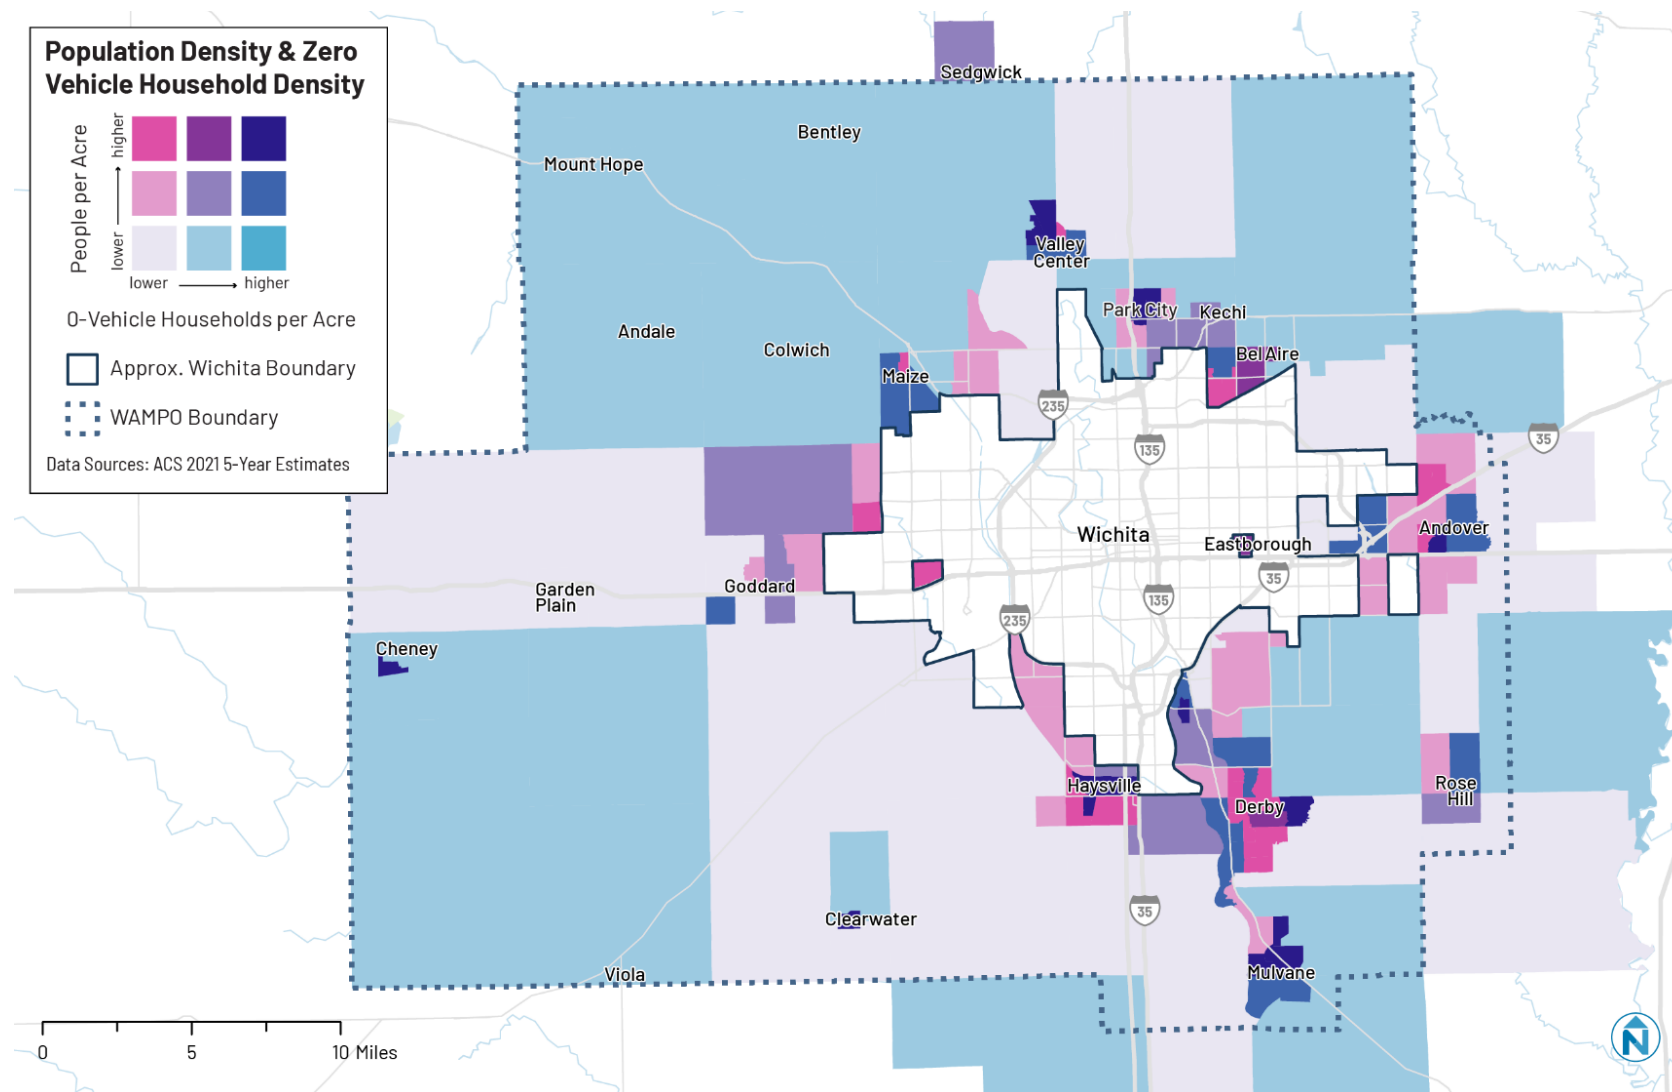 Population Density & Zero
Vehicle Household Density
People per Acre
higher
lower
lower
higher
0-Vehicle Households per Acre
Approx. Wichita Boundary
WAMPO Boundary
Data Sources: ACS 2021 5-Year Estimates
Sedgwick
Bentley
Mount Hope
Valley
Center
Park City
Kechi
Andale
Colwich
Bel Aire
Maize
235
35
135
Andover
Wichita
Eastborough
35
Goddard
Garden
Plain
135
235
Cheney
Haysville
Derby
Rose
Hill
35
Clearwater
Viola
Mulvane
0
5
10 Miles
N